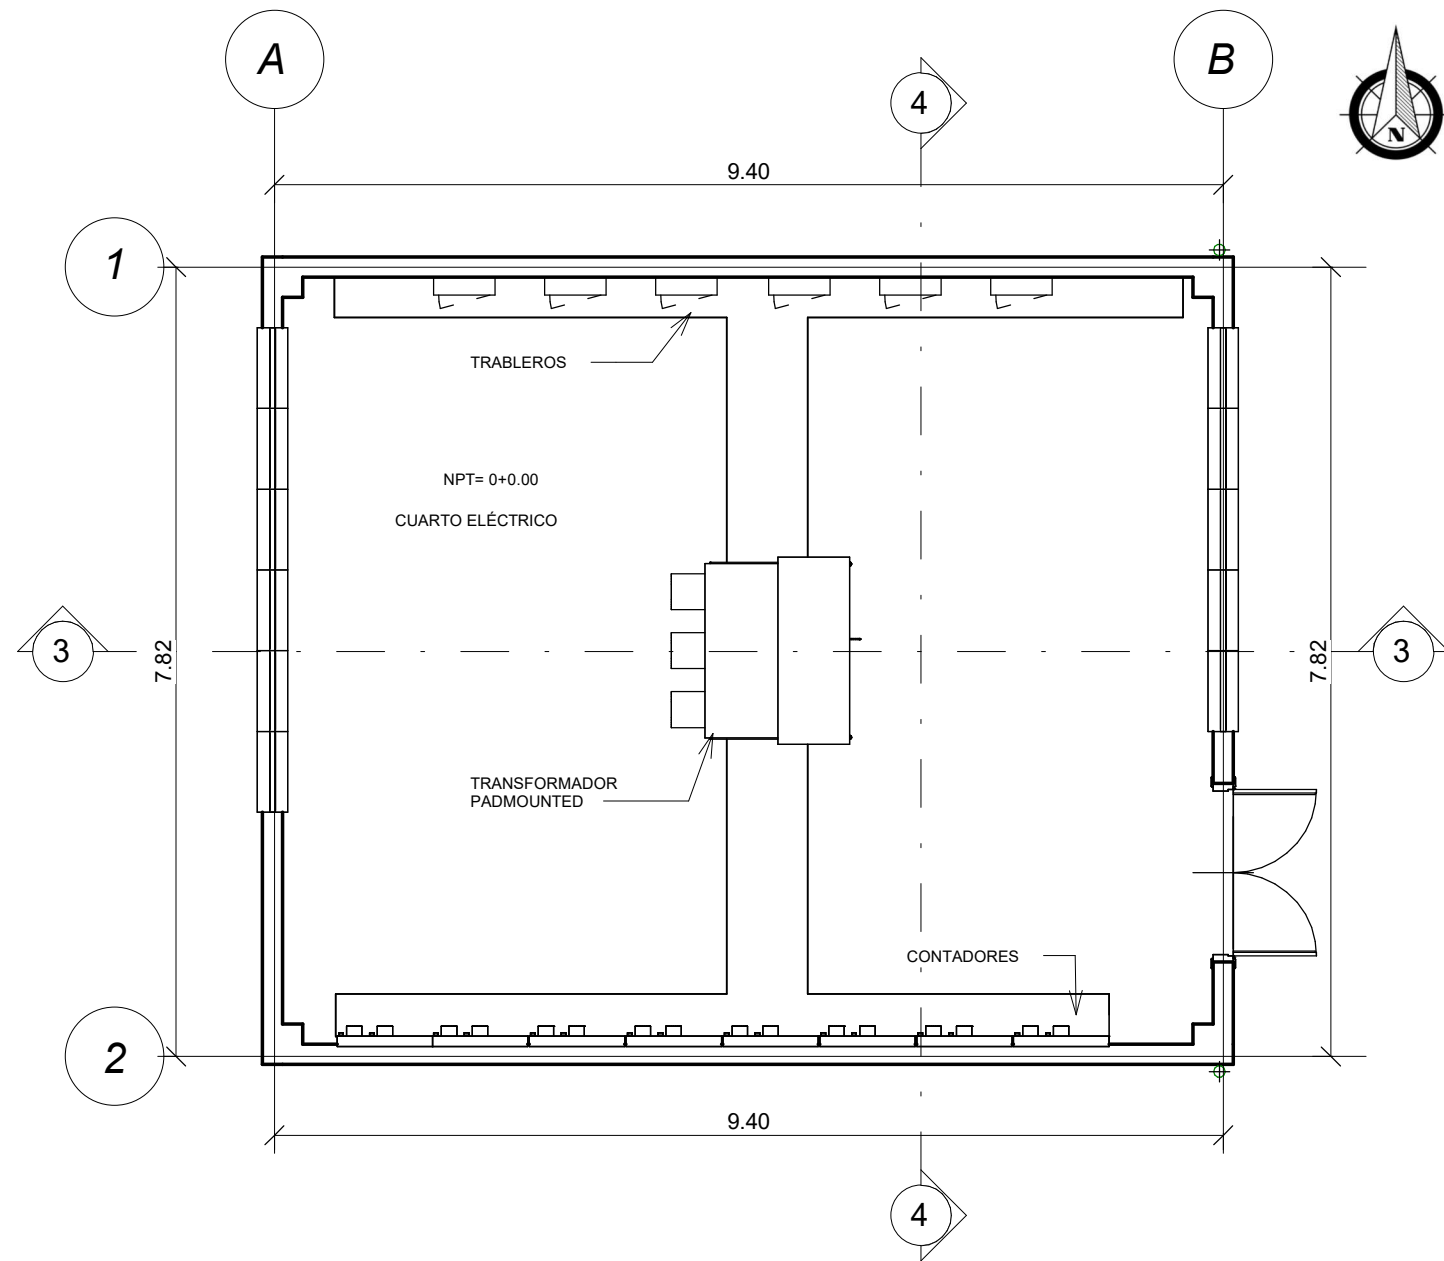 A
B
4
N
9.40
1
TRABLEROS
NPT= 0+0.00
CUARTO ELÉCTRICO
3
7.82
7.82
3
TRANSFORMADOR
PADMOUNTED
CONTADORES
2
9.40
4